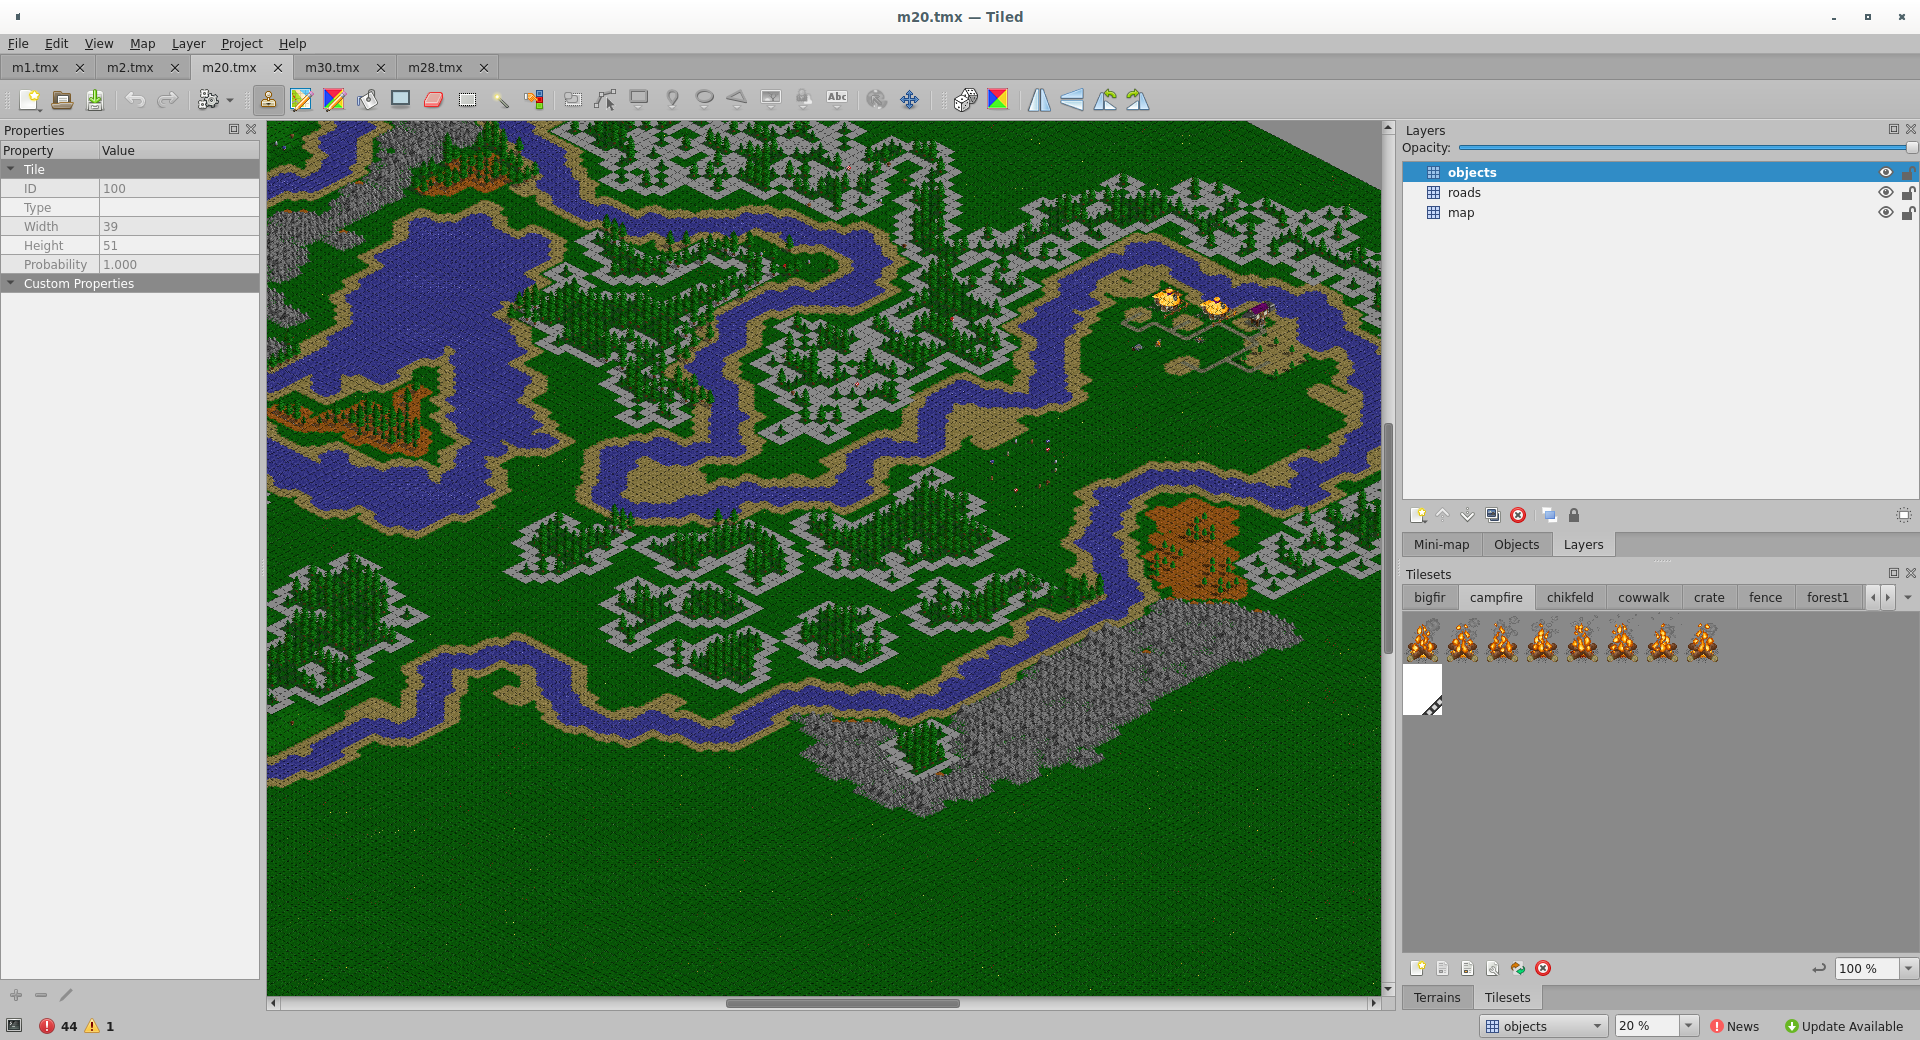 m20.tmx — Tiled
File Edit View Map Layer Project Help
m1.tmx m2.tmx m20.tmx m30.tmx m28.tmx
Abc
Properties
Property Value
Tile
ID 100
Type
Width 39
Height 51
Probability 1.000
Custom Properties
44 1
Layers
Opacity:
objects
roads
map
Mini-map Objects Layers
Tilesets
bigfir campfire chikfeld cowwalk crate fence forest1
100 %
Terrains Tilesets
objects 20 % News Update Available